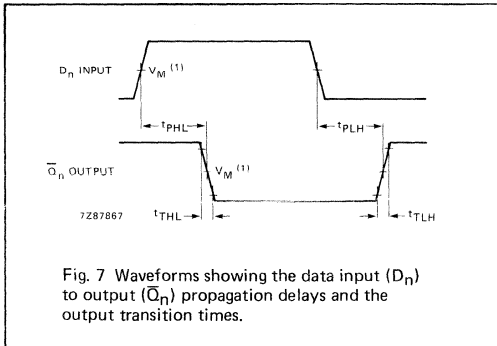 Dn INPUT
VM (1)
tPHL
tPLH
Q̅n OUTPUT
VM (1)
7Z87867
tTHL
tTLH
Fig. 7 Waveforms showing the data input (Dn)
to output (Q̅n) propagation delays and the
output transition times.